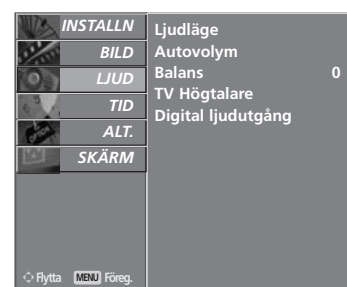 INSTALLN
BILD
LJUD
TID
ALT.
SKÄRM
Ljudläge
Autovolym
Balans 0
TV Högtalare
Digital ljudutgång
Flytta MENU Föreg.